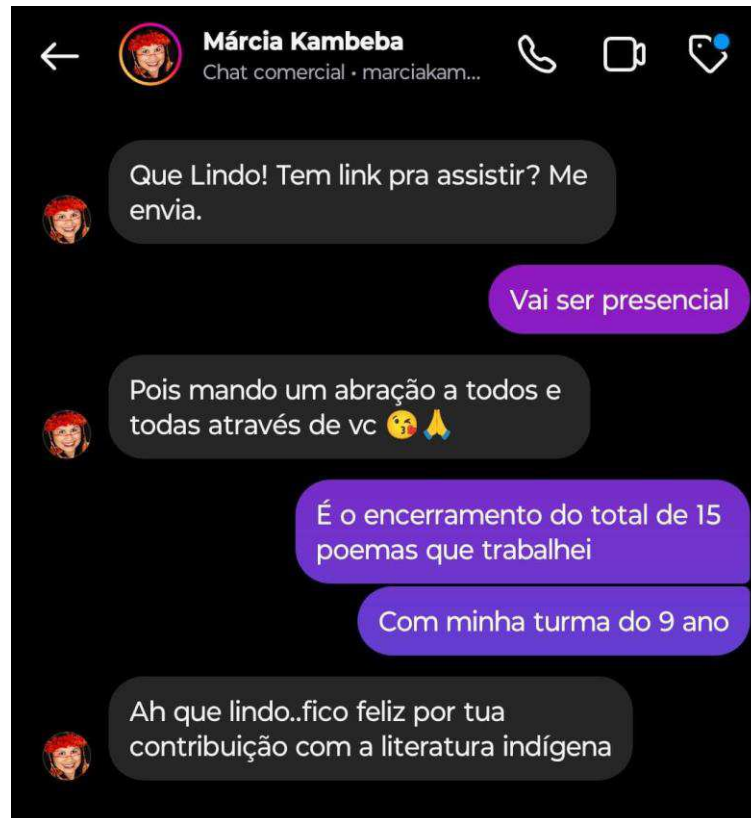 Márcia Kambeba
Chat comercial • marciakam...
Que Lindo! Tem link pra assistir? Me
envia.
Vai ser presencial
Pois mando um abração a todos e
todas através de vc 😘🙏
É o encerramento do total de 15
poemas que trabalhei
Com minha turma do 9 ano
Ah que lindo..fico feliz por tua
contribuição com a literatura indígena